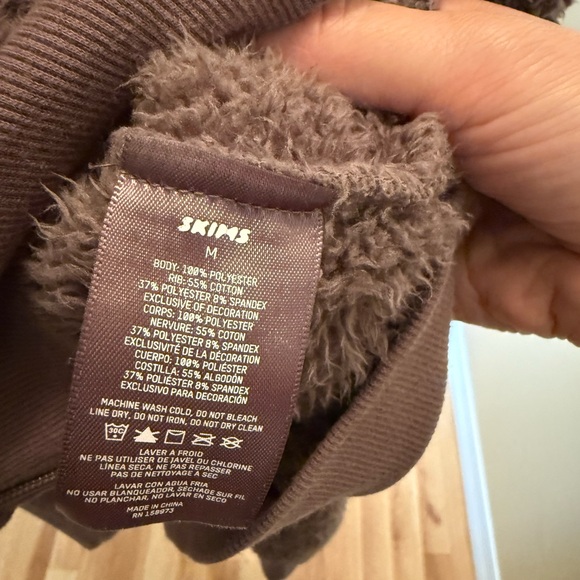 SKIMS
M
BODY: 100% POLYESTER
RIB: 55% COTTON
37% POLYESTER 8% SPANDEX
EXCLUSIVE OF DECORATION
CORPS: 100% POLYESTER
NERVURE: 55% COTON
37% POLYESTER 8% SPANDEX
EXCLUSIVITÉ DE LA DÉCORATION
CUERPO: 100% POLIÉSTER
COSTILLA: 55% ALGODÓN
37% POLIÉSTER 8% SPANDEX
EXCLUSIVO PARA DECORACIÓN
MACHINE WASH COLD, DO NOT BLEACH
LINE DRY, DO NOT IRON, DO NOT DRY CLEAN
30C
LAVER A FROID
NE PAS UTILISER DE JAVEL DU CHLORINE
LÍNEA SECA, NE PAS REPASSER
PAS DE NETTOYAGE A SEC
LAVAR CON AGUA FRIA
NO USAR BLANQUEADOR, SECHAGE SUR FIL
NO PLANCHAR, NO LAVAR EN SECO
MADE IN CHINA
RN 158973